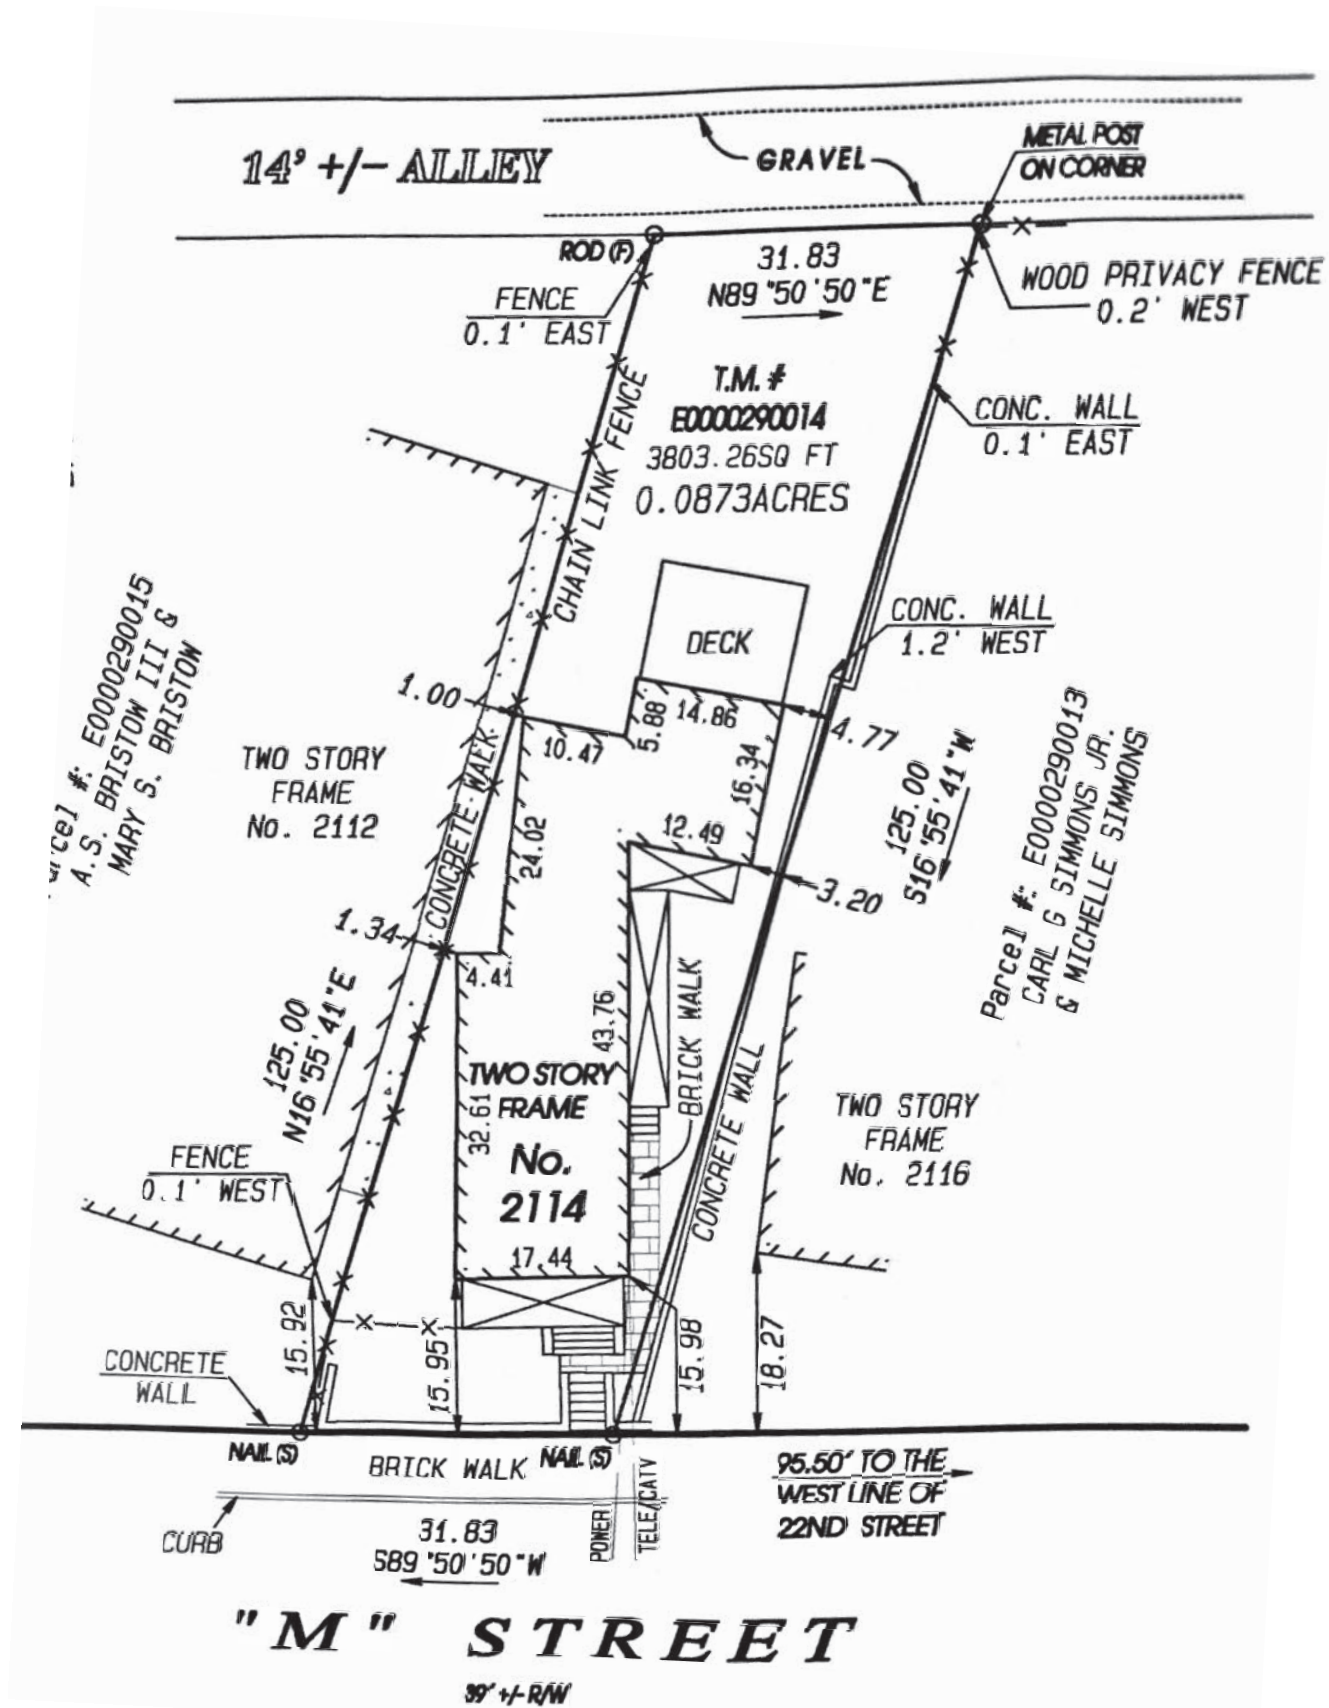 14' +/- ALLEY
GRAVEL
METAL POST
ON CORNER
ROD (F)
31.83
N89°50'50"E
FENCE
0.1' EAST
WOOD PRIVACY FENCE
0.2' WEST
T.M. #
E0000290014
3803.26SQ FT
0.0873ACRES
CHAIN LINK FENCE
CONC. WALL
0.1' EAST
CONC. WALL
1.2' WEST
DECK
1.00
10.47
5.88
14.86
4.77
16.34
12.49
3.20
24.02
CONCRETE WALK
1.34
4.41
TWO STORY
FRAME
No. 2112
#: E0000290015
A.S. BRISTOW III &
MARY S. BRISTOW
125.00
S16°55'41"W
Parcel #: E0000290013
CARL G SIMMONS JR.
& MICHELLE SIMMONS
125.00
N16°55'41"E
43.76
32.61
TWO STORY
FRAME
No.
2114
17.44
BRICK WALK
CONCRETE WALL
TWO STORY
FRAME
No. 2116
FENCE
0.1' WEST
15.92
15.95
15.98
18.27
CONCRETE
WALL
NAIL (S)
BRICK WALK
NAIL (S)
POWER
TELE/CATV
95.50' TO THE
WEST LINE OF
22ND STREET
CURB
31.83
S89°50'50"W
"M" STREET
39' +/- R/W